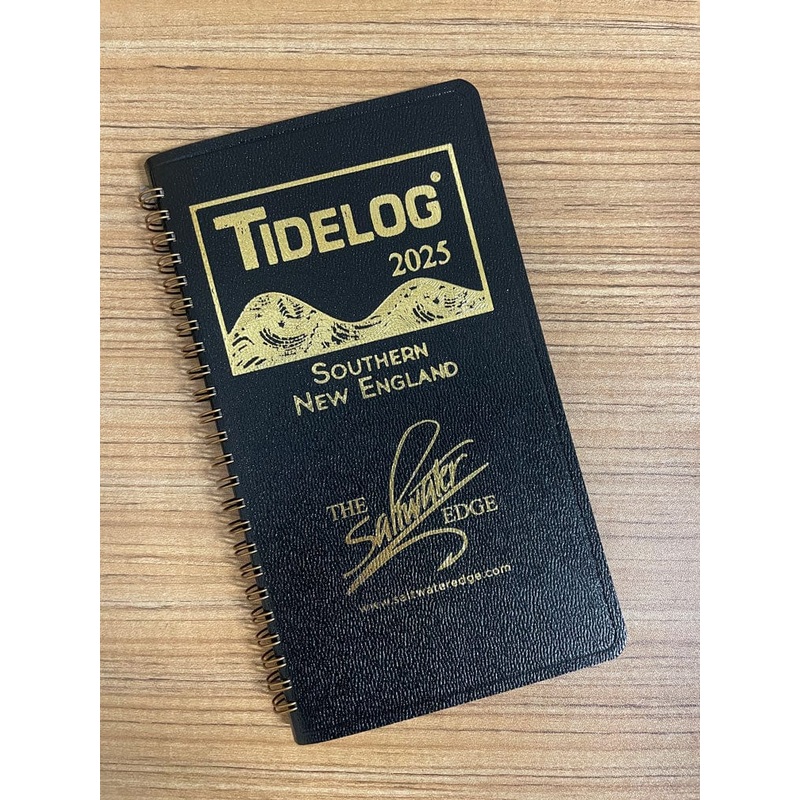 TIDELOG
2025
SOUTHERN
NEW ENGLAND
THE Saltwater EDGE
www.saltwateredge.com